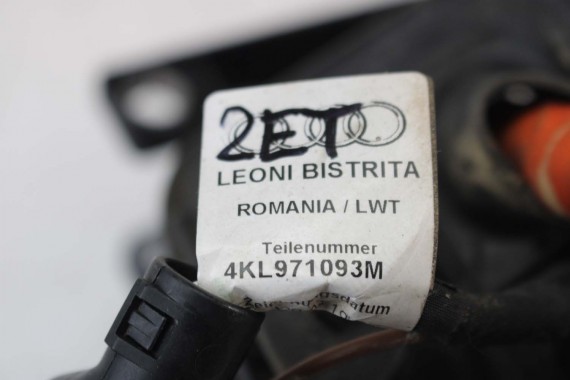 2ET
LEONI BISTRITA
ROMANIA / LWT
Teilenummer
4KL971093M